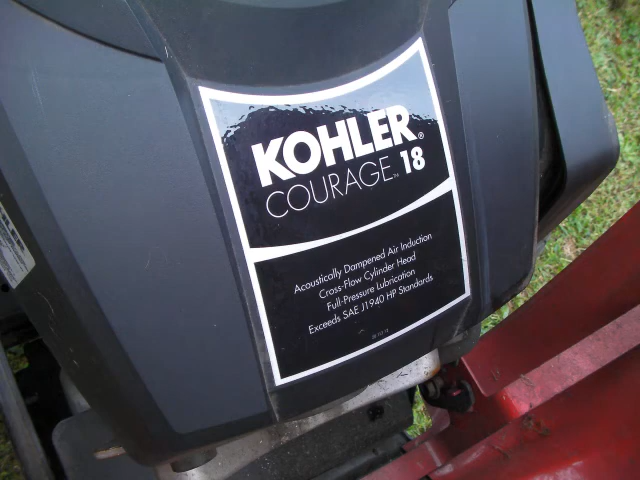 KOHLER®
COURAGE™ 18
Acoustically Dampened Air Induction
Cross-Flow Cylinder Head
Full-Pressure Lubrication
Exceeds SAE J1940 HP Standards